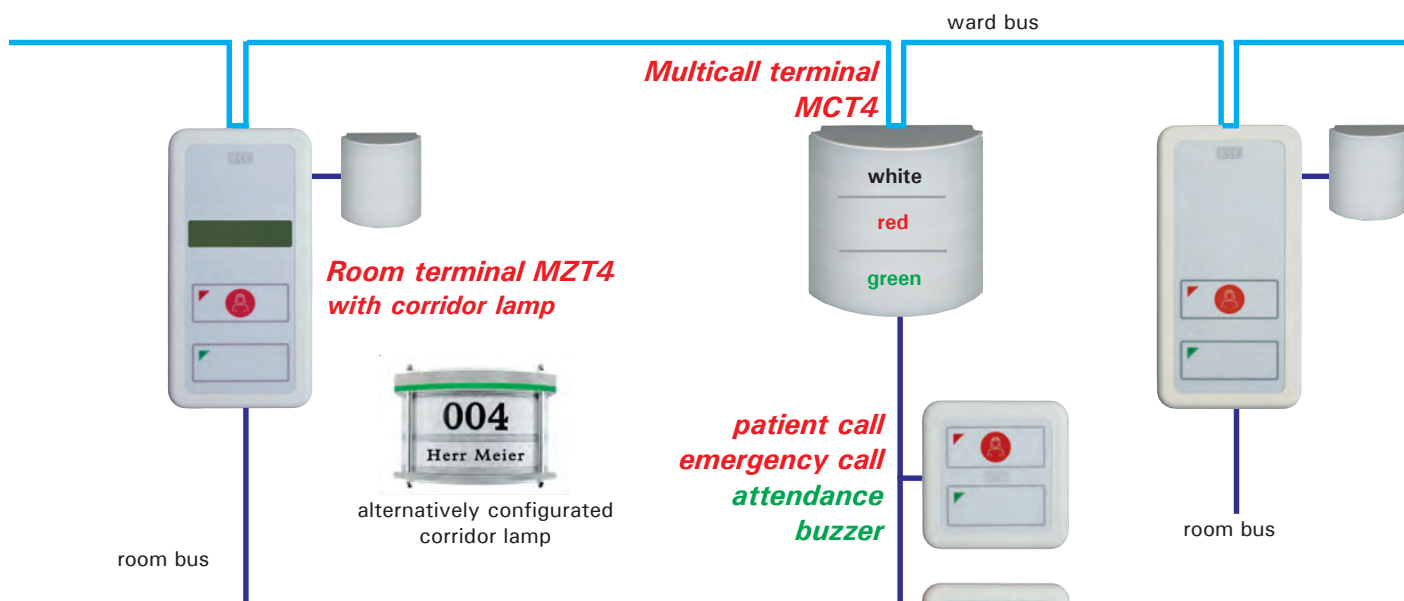 ward bus
Multicall terminal
MCT4
white
red
green
Room terminal MZT4
with corridor lamp
004
Herr Meier
alternatively configurated
corridor lamp
patient call
emergency call
attendance
buzzer
room bus
room bus